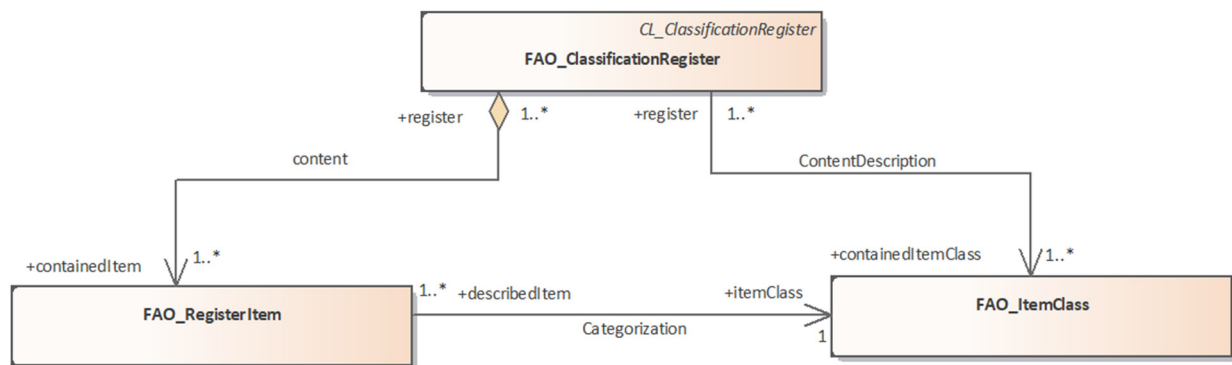 CL_ClassificationRegister
FAO_ClassificationRegister
+register
1..*
+register
1..*
content
ContentDescription
+containedItem
1..*
+containedItemClass
1..*
FAO_RegisterItem
1..*
+describedItem
+itemClass
Categorization
1
FAO_ItemClass